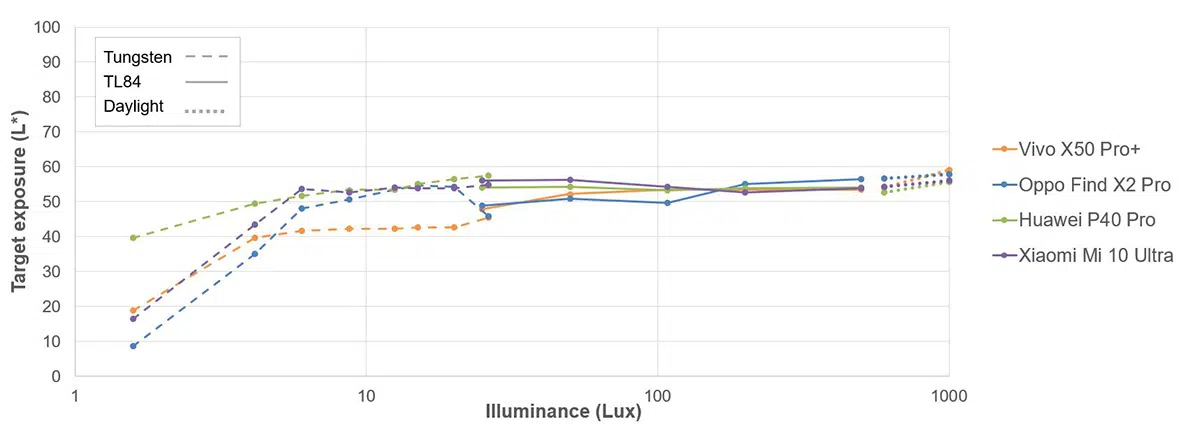 100
90
80
70
60
50
40
30
20
10
0
Target exposure (L*)
Tungsten
TL84
Daylight
1
10
100
1000
Illuminance (Lux)
Vivo X50 Pro+
Oppo Find X2 Pro
Huawei P40 Pro
Xiaomi Mi 10 Ultra